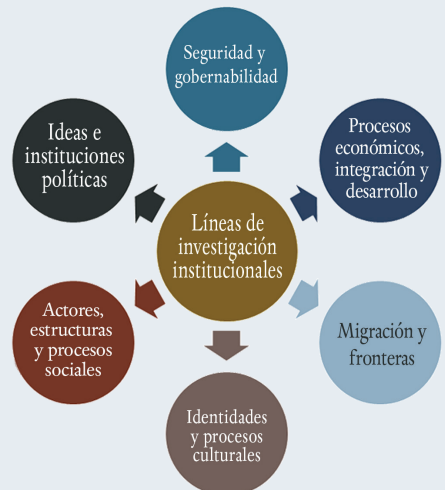 Seguridad y
gobernabilidad
Ideas e
instituciones
políticas
Procesos
económicos,
integración y
desarrollo
Líneas de
investigación
institucionales
Actores,
estructuras
y procesos
sociales
Migración y
fronteras
Identidades
y procesos
culturales